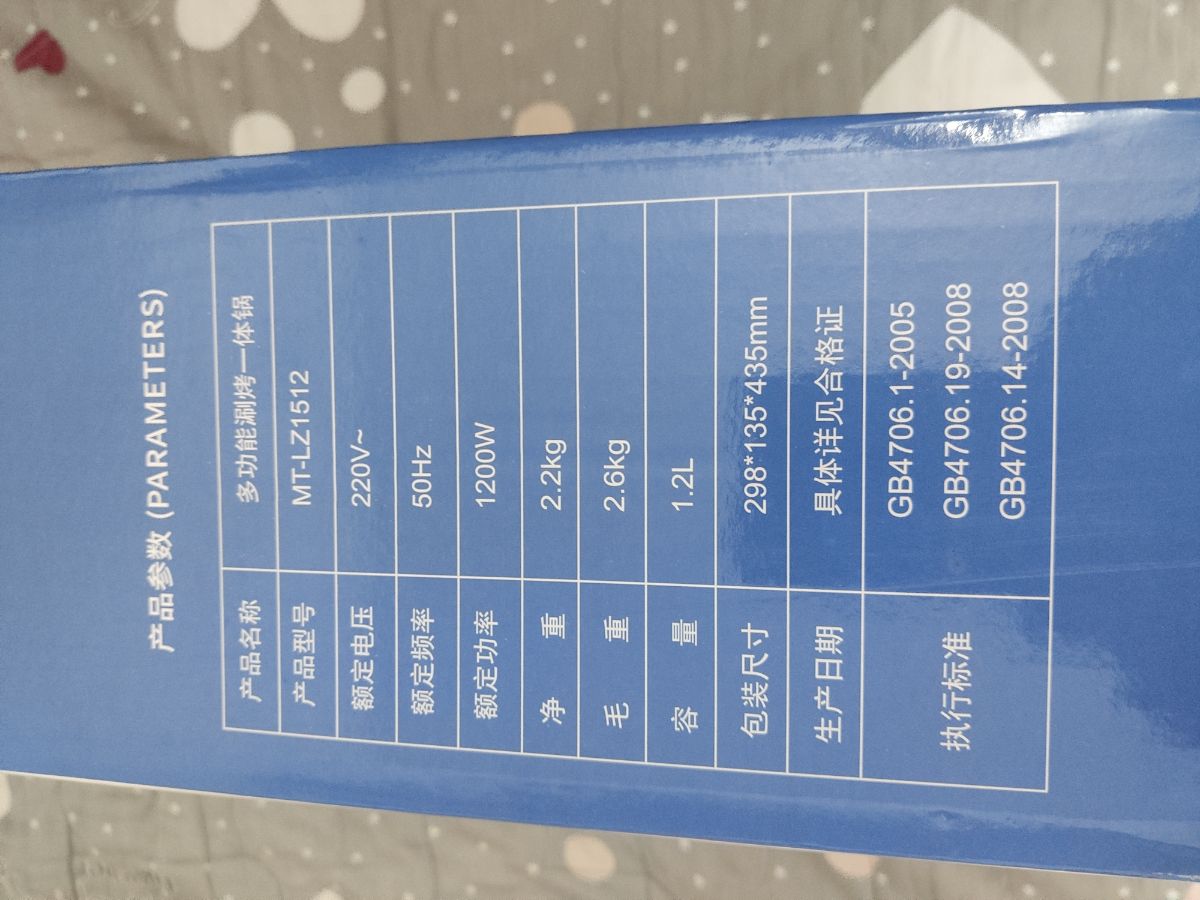 产品参数 (PARAMETERS)
产品名称 多功能涮烤一体锅
产品型号 MT-LZ1512
额定电压 220V~
额定频率 50Hz
额定功率 1200W
净重 2.2kg
毛重 2.6kg
容量 1.2L
包装尺寸 298*135*435mm
生产日期 具体详见合格证
执行标准 GB4706.1-2005
GB4706.19-2008
GB4706.14-2008